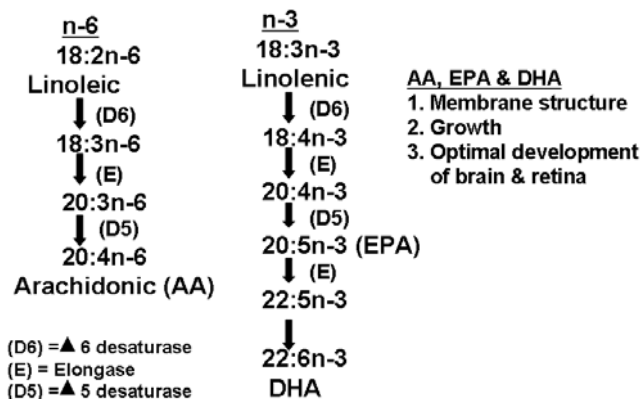 n-6
18:2n-6
Linoleic
(D6)
18:3n-6
(E)
20:3n-6
(D5)
20:4n-6
Arachidonic (AA)
n-3
18:3n-3
Linolenic
(D6)
18:4n-3
(E)
20:4n-3
(D5)
20:5n-3 (EPA)
(E)
22:5n-3
22:6n-3
DHA
AA, EPA & DHA
1. Membrane structure
2. Growth
3. Optimal development
of brain & retina
(D6) =▲ 6 desaturase
(E) = Elongase
(D5) =▲ 5 desaturase